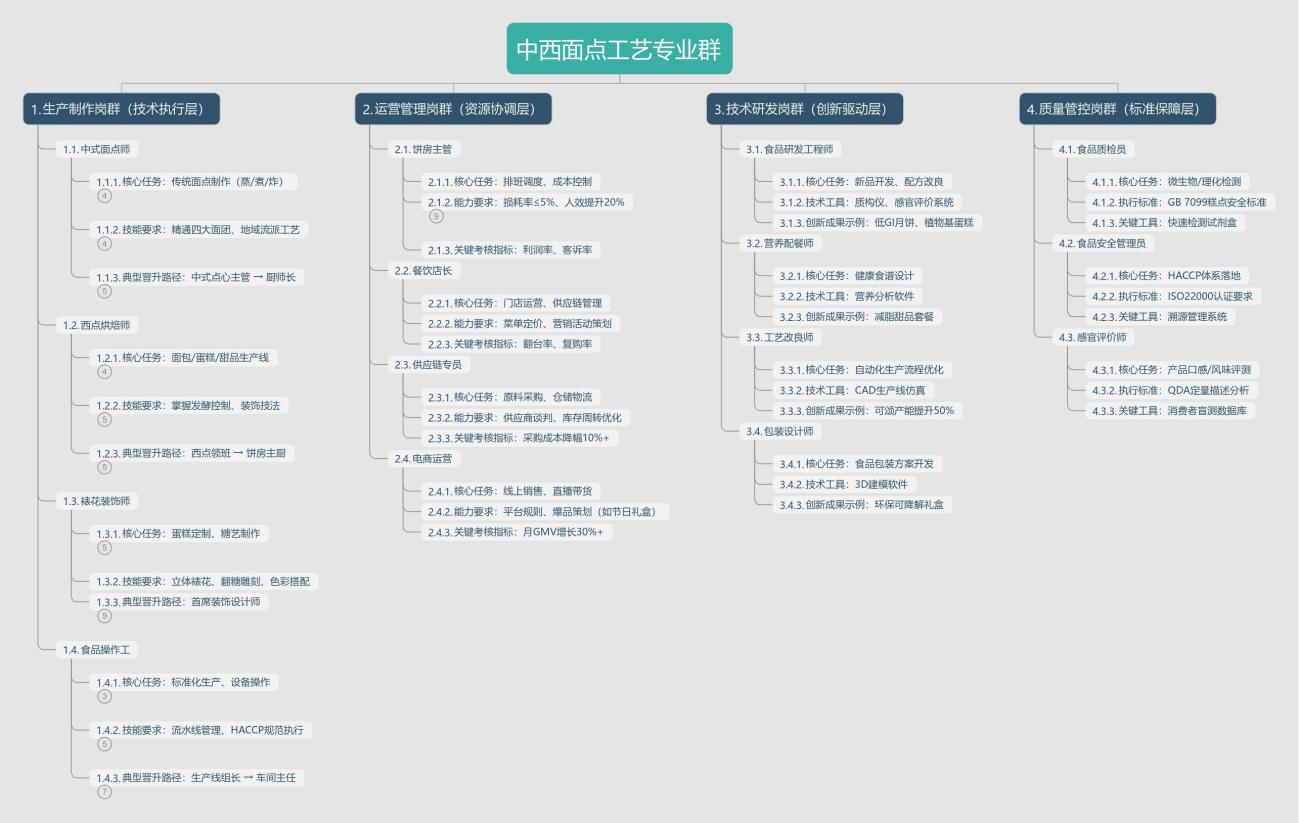 中西面点工艺专业群
1.生产制作岗群（技术执行层）
1.1.中式面点师
1.1.1.核心任务：传统面点制作（蒸/煮/炸）
4
1.1.2.技能要求：精通四大面团、地域流派工艺
4
1.1.3.典型晋升路径：中式点心主管 → 厨师长
5
1.2.西点烘焙师
1.2.1.核心任务：面包/蛋糕/甜品生产线
4
1.2.2.技能要求：掌握发酵控制、装饰技法
5
1.2.3.典型晋升路径：西点领班 → 饼房主厨
5
1.3.裱花装饰师
1.3.1.核心任务：蛋糕定制、糖艺制作
5
1.3.2.技能要求：立体裱花、翻糖雕刻、色彩搭配
1.3.3.典型晋升路径：首席装饰设计师
9
1.4.食品操作工
1.4.1.核心任务：标准化生产、设备操作
3
1.4.2.技能要求：流水线管理、HACCP规范执行
5
1.4.3.典型晋升路径：生产线组长 → 车间主任
7
2.运营管理岗群（资源协调层）
2.1.饼房主管
2.1.1.核心任务：排班调度、成本控制
2.1.2.能力要求：损耗率≤5%、人效提升20%
9
2.1.3.关键考核指标：利润率、客诉率
2.2.餐饮店长
2.2.1.核心任务：门店运营、供应链管理
2.2.2.能力要求：菜单定价、营销活动策划
2.2.3.关键考核指标：翻台率、复购率
2.3.供应链专员
2.3.1.核心任务：原料采购、仓储物流
2.3.2.能力要求：供应商谈判、库存周转优化
2.3.3.关键考核指标：采购成本降幅10%+
2.4.电商运营
2.4.1.核心任务：线上销售、直播带货
2.4.2.能力要求：平台规则、爆品策划（如节日礼盒）
2.4.3.关键考核指标：月GMV增长30%+
3.技术研发岗群（创新驱动层）
3.1.食品研发工程师
3.1.1.核心任务：新品开发、配方改良
3.1.2.技术工具：质构仪、感官评价系统
3.1.3.创新成果示例：低GI月饼、植物基蛋糕
3.2.营养配餐师
3.2.1.核心任务：健康食谱设计
3.2.2.技术工具：营养分析软件
3.2.3.创新成果示例：减脂甜品套餐
3.3.工艺改良师
3.3.1.核心任务：自动化生产流程优化
3.3.2.技术工具：CAD生产线仿真
3.3.3.创新成果示例：可颂产能提升50%
3.4.包装设计师
3.4.1.核心任务：食品包装方案开发
3.4.2.技术工具：3D建模软件
3.4.3.创新成果示例：环保可降解礼盒
4.质量管控岗群（标准保障层）
4.1.食品质检员
4.1.1.核心任务：微生物/理化检测
4.1.2.执行标准：GB 7099糕点安全标准
4.1.3.关键工具：快速检测试剂盒
4.2.食品安全管理员
4.2.1.核心任务：HACCP体系落地
4.2.2.执行标准：ISO22000认证要求
4.2.3.关键工具：溯源管理系统
4.3.感官评价师
4.3.1.核心任务：产品口感/风味评测
4.3.2.执行标准：QDA定量描述分析
4.3.3.关键工具：消费者盲测数据库